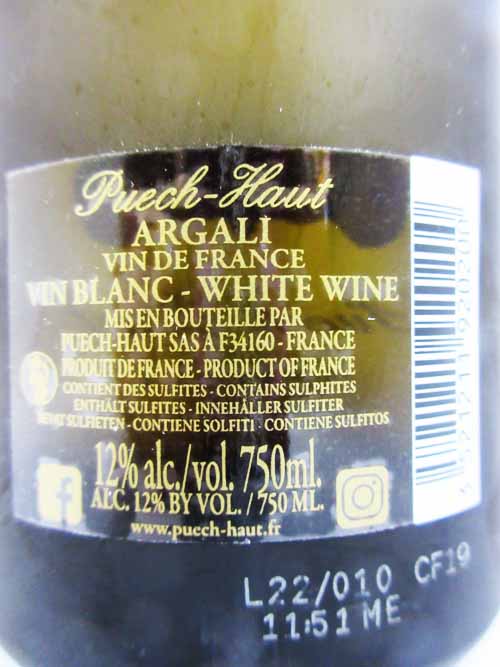 Puech-Haut
ARGALI
VIN DE FRANCE
VIN BLANC - WHITE WINE
MIS EN BOUTEILLE PAR
PUECH-HAUT SAS À F34160 - FRANCE
PRODUIT DE FRANCE - PRODUCT OF FRANCE
CONTIENT DES SULFITES - CONTAINS SULPHITES
ENTHÄLT SULFITES - INNEHÅLLER SULFITER
SULFIETEN - CONTIENE SOLFITI - CONTIENE SULFITOS
12% alc./vol. 750ml.
ALC. 12% BY VOL. / 750 ML.
www.puech-haut.fr
L22/010 CF19
11:51 ME